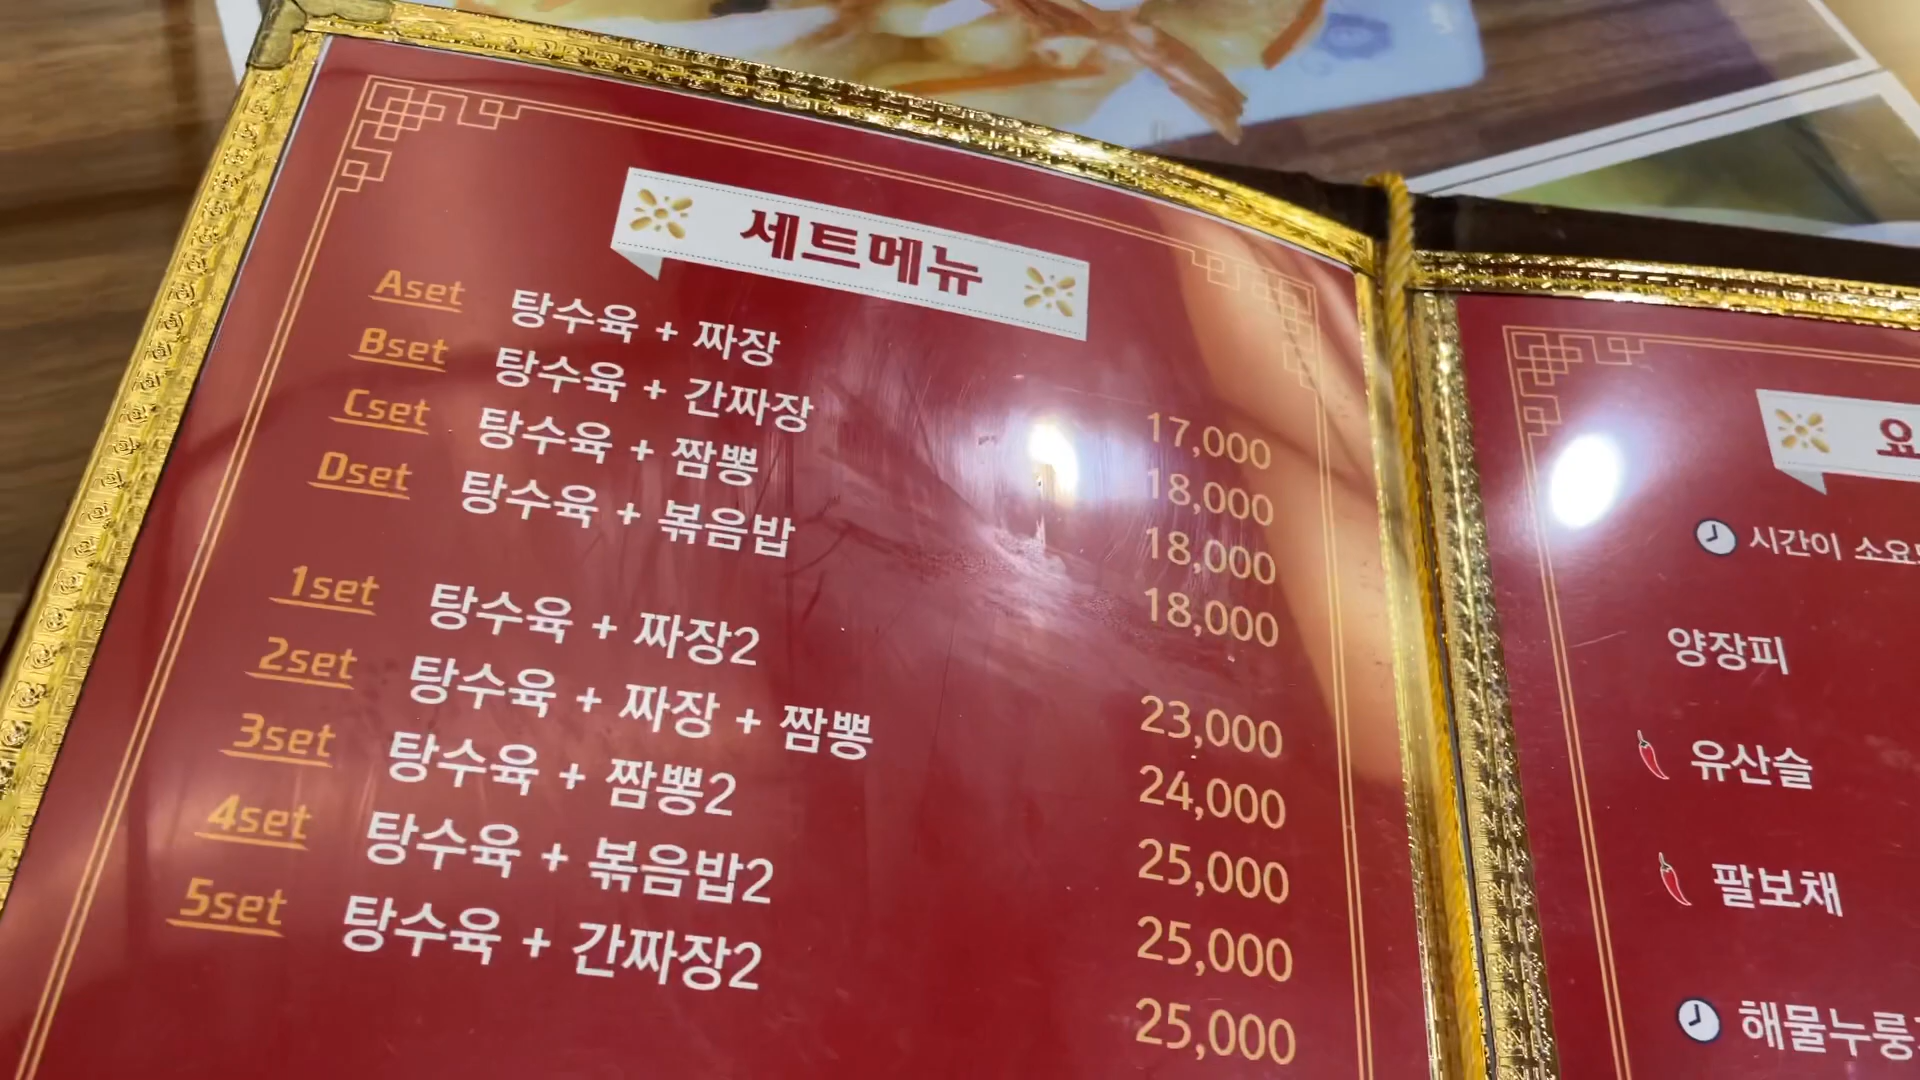 세트메뉴
Aset 탕수육 + 짜장 17,000
Bset 탕수육 + 간짜장 18,000
Cset 탕수육 + 짬뽕 18,000
Dset 탕수육 + 볶음밥 18,000
1set 탕수육 + 짜장2 23,000
2set 탕수육 + 짜장 + 짬뽕 24,000
3set 탕수육 + 짬뽕2 25,000
4set 탕수육 + 볶음밥2 25,000
5set 탕수육 + 간짜장2 25,000
요
시간이 소요
양장피
유산슬
팔보채
해물누룽